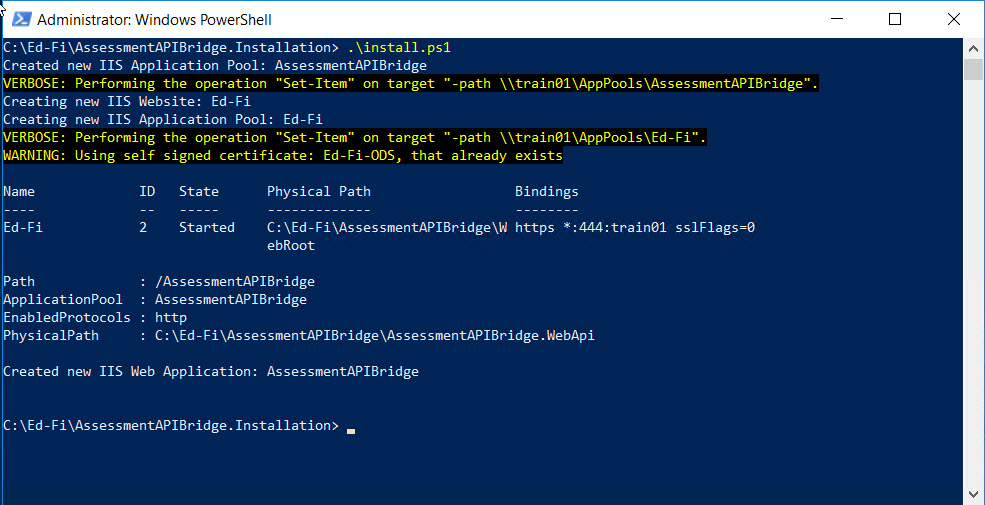 Administrator: Windows PowerShell
C:\Ed-Fi\AssessmentAPIBridge.Installation> .\install.ps1
Created new IIS Application Pool: AssessmentAPIBridge
VERBOSE: Performing the operation "Set-Item" on target "-path \\train01\AppPools\AssessmentAPIBridge".
Creating new IIS Website: Ed-Fi
Creating new IIS Application Pool: Ed-Fi
VERBOSE: Performing the operation "Set-Item" on target "-path \\train01\AppPools\Ed-Fi".
WARNING: Using self signed certificate: Ed-Fi-ODS, that already exists
Name             ID   State      Physical Path                  Bindings
----             --   -----      -------------                  --------
Ed-Fi            2    Started    C:\Ed-Fi\AssessmentAPIBridge\W https *:444:train01 sslFlags=0
                                 ebRoot
Path             : /AssessmentAPIBridge
ApplicationPool  : AssessmentAPIBridge
EnabledProtocols : http
PhysicalPath     : C:\Ed-Fi\AssessmentAPIBridge\AssessmentAPIBridge.WebApi
Created new IIS Web Application: AssessmentAPIBridge
C:\Ed-Fi\AssessmentAPIBridge.Installation>